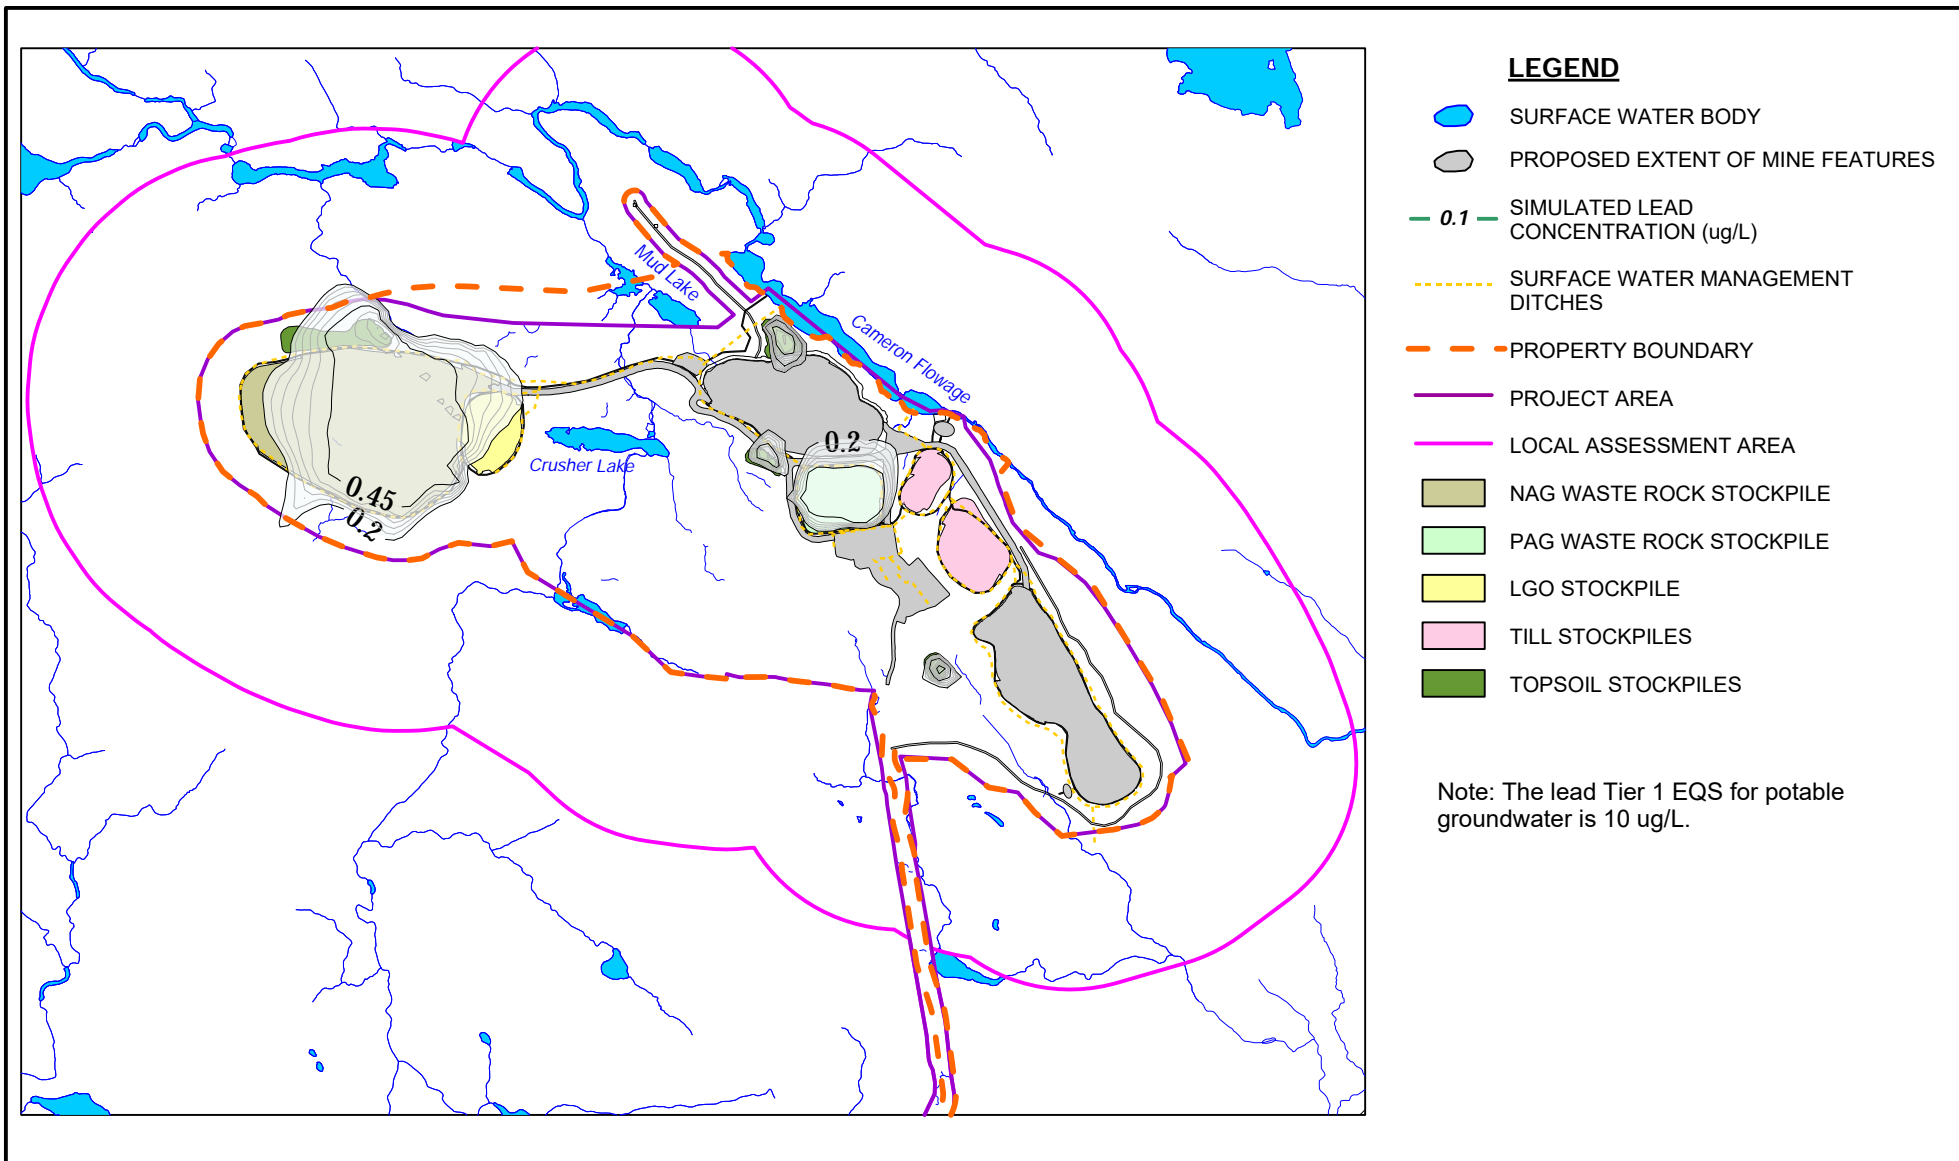 LEGEND
SURFACE WATER BODY
PROPOSED EXTENT OF MINE FEATURES
0.1
SIMULATED LEAD
CONCENTRATION (ug/L)
SURFACE WATER MANAGEMENT
DITCHES
PROPERTY BOUNDARY
PROJECT AREA
LOCAL ASSESSMENT AREA
NAG WASTE ROCK STOCKPILE
PAG WASTE ROCK STOCKPILE
LGO STOCKPILE
TILL STOCKPILES
TOPSOIL STOCKPILES
Note: The lead Tier 1 EQS for potable
groundwater is 10 ug/L.
Mud Lake
Cameron Flowage
Crusher Lake
0.2
0.45
0.2